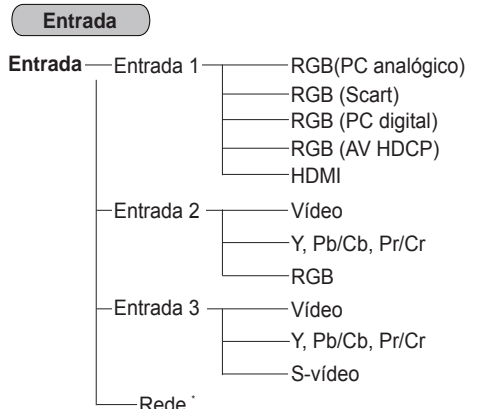 Entrada
Entrada Entrada 1 RGB(PC analógico)
RGB (Scart)
RGB (PC digital)
RGB (AV HDCP)
HDMI
Entrada 2 Vídeo
Y, Pb/Cb, Pr/Cr
RGB
Entrada 3 Vídeo
Y, Pb/Cb, Pr/Cr
S-vídeo
Rede *